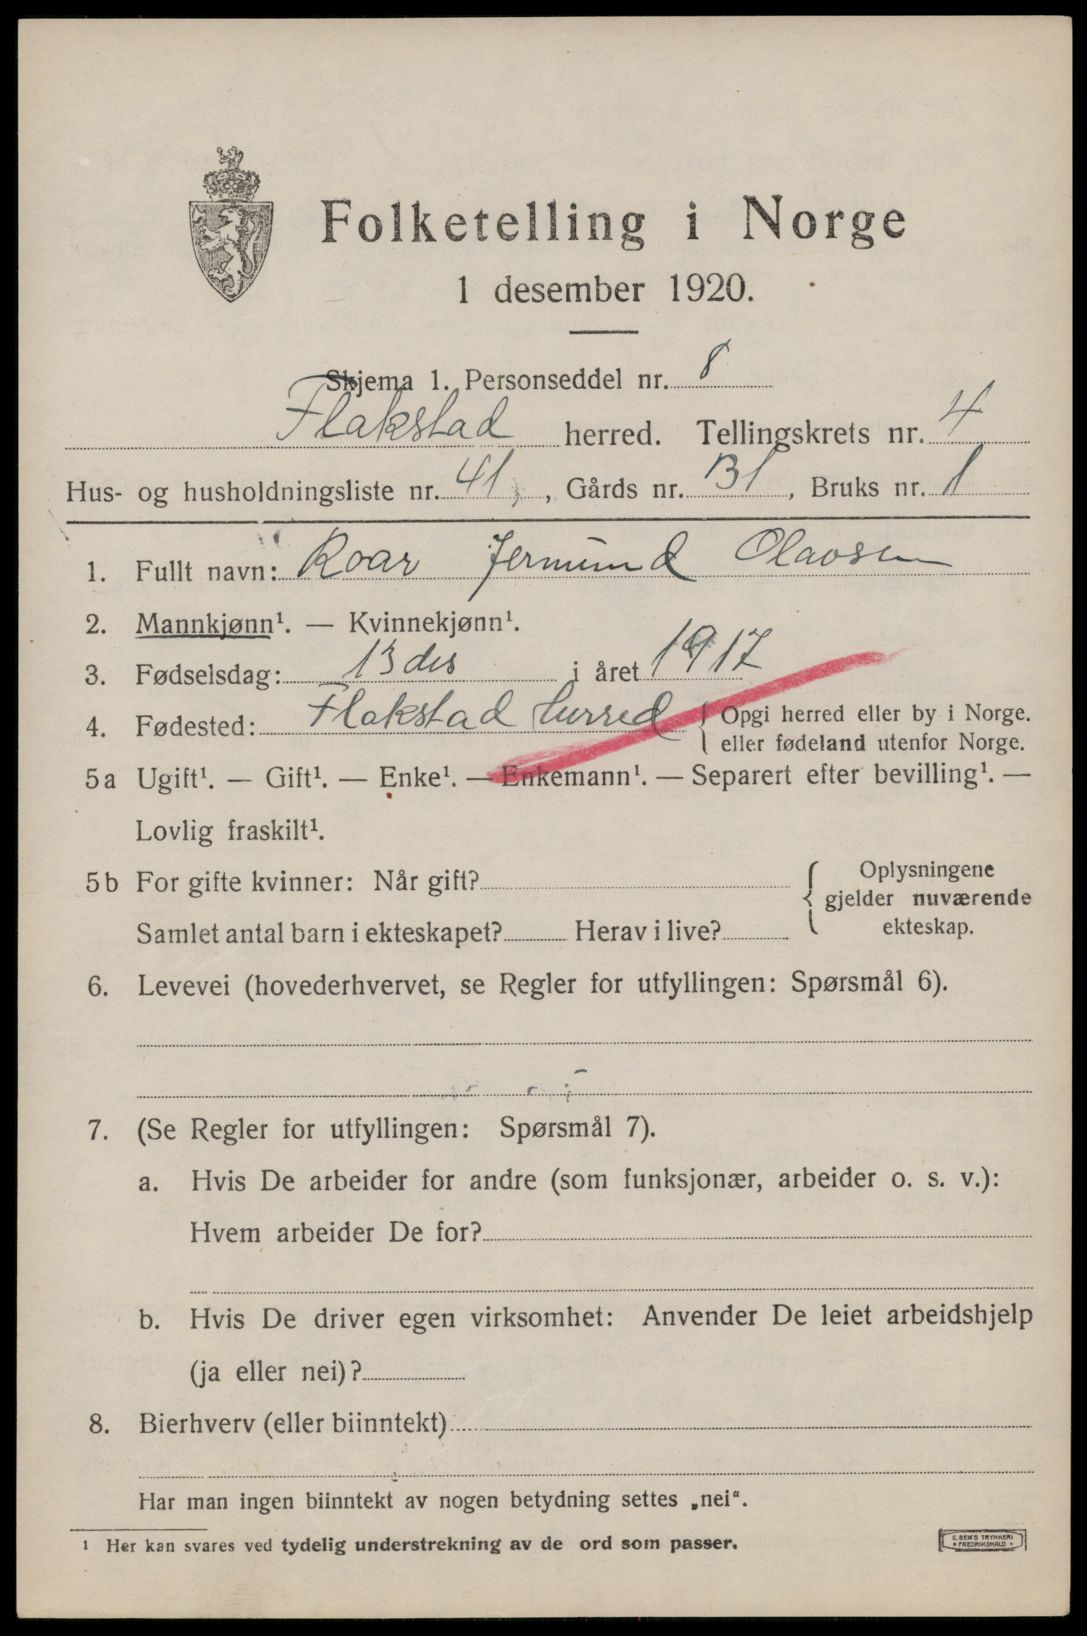 Folketelling i Norge
1 desember 1920.
Skjema 1. Personseddel nr. 8
Flakstad herred. Tellingskrets nr. 4
Hus- og husholdningsliste nr. 41, Gårds nr. 31, Bruks nr. 1
1. Fullt navn: Roar Jermund Olavsen
2. Mannkjønn¹. — Kvinnekjønn¹.
3. Fødselsdag: 13 des i året 1917
4. Fødested: Flakstad herred { Opgi herred eller by i Norge.
eller fødeland utenfor Norge.
5a Ugift¹. — Gift¹. — Enke¹. — Enkemann¹. — Separert efter bevilling¹. —
Lovlig fraskilt¹.
5b For gifte kvinner: Når gift? { Oplysningene
gjelder nuværende
ekteskap.
Samlet antal barn i ekteskapet? Herav i live?
6. Levevei (hovederhvervet, se Regler for utfyllingen: Spørsmål 6).
7. (Se Regler for utfyllingen: Spørsmål 7).
a. Hvis De arbeider for andre (som funksjonær, arbeider o. s. v.):
Hvem arbeider De for?
b. Hvis De driver egen virksomhet: Anvender De leiet arbeidshjelp
(ja eller nei)?
8. Bierhverv (eller biinntekt)
Har man ingen biinntekt av nogen betydning settes „nei“.
¹ Her kan svares ved tydelig understrekning av de ord som passer.
E. SEM'S TRYKKERI
FREDRIKSHALD